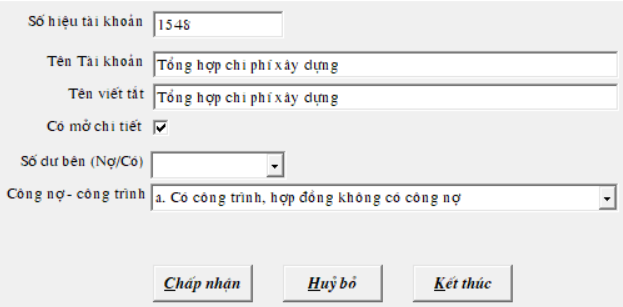 Số hiệu tài khoản 1548
Tên Tài khoản Tổng hợp chi phí xây dựng
Tên viết tắt Tổng hợp chi phí xây dựng
Có mở chi tiết
Số dư bên (Nợ/Có)
Công nợ - công trình a. Có công trình, hợp đồng không có công nợ
Chấp nhận Huỷ bỏ Kết thúc